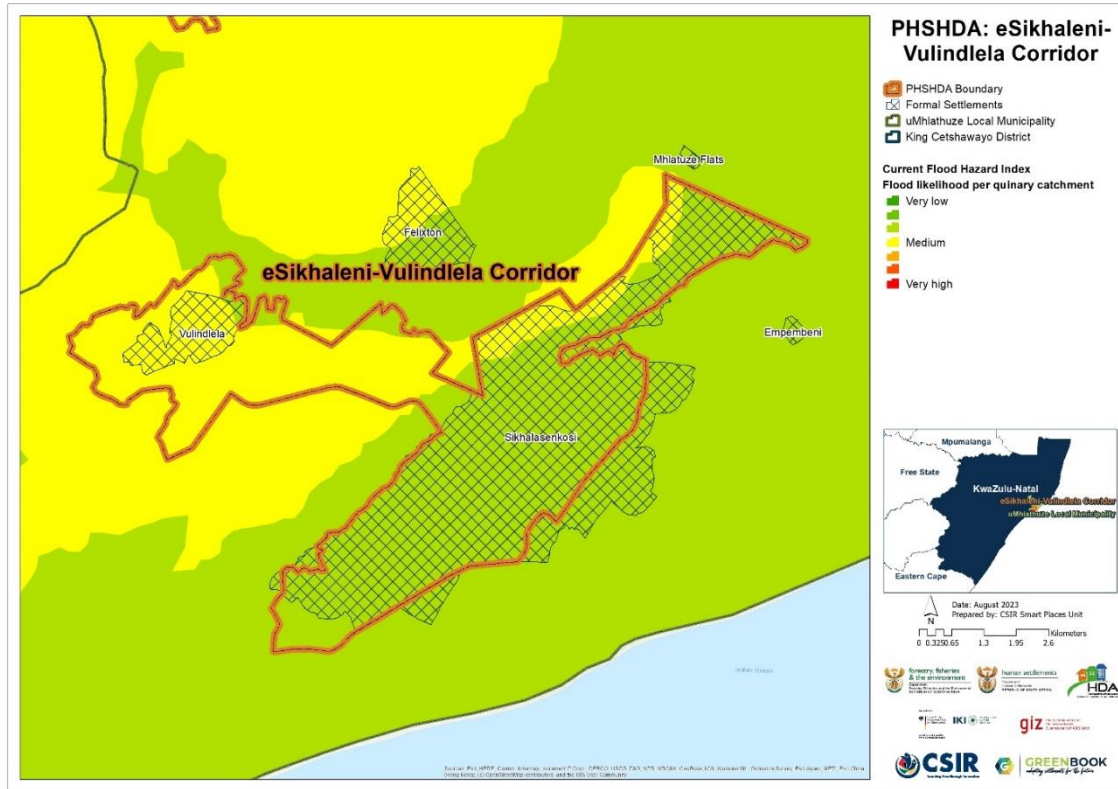 PHSHDA: eSikhaleni-
Vulindlela Corridor
PHSHDA Boundary
Formal Settlements
uMhlathuze Local Municipality
King Cetshawayo District
Current Flood Hazard Index
Flood likelihood per quinary catchment
Very low
Medium
Very high
Mhlatuze Flats
Felixton
eSikhaleni-Vulindlela Corridor
Vulindlela
Empembeni
Sikhalasenkosi
Mpumalanga
Free State
KwaZulu-Natal
eSikhaleni-Vulindlela Corridor
uMhlathuze Local Municipality
Eastern Cape
N
Date: August 2023
Prepared by: CSIR Smart Places Unit
Kilometers
0 0.325 0.65 1.3 1.95 2.6
forestry, fisheries
& the environment
human settlements
HDA
IKI
giz
CSIR
GREENBOOK